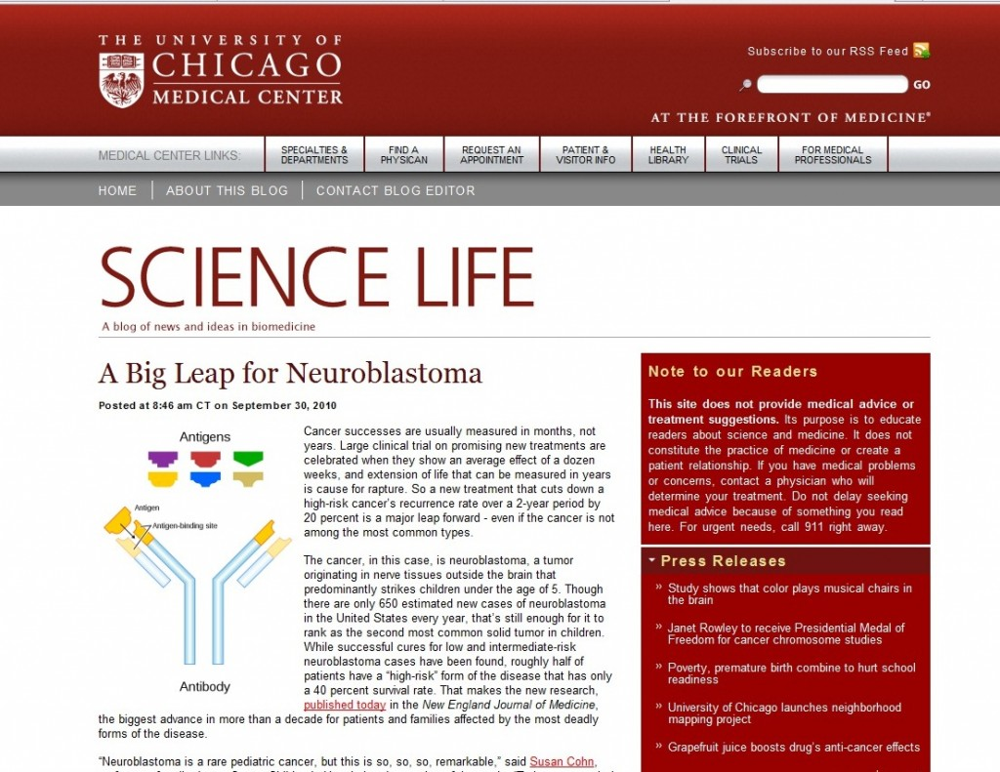 THE UNIVERSITY OF
CHICAGO
MEDICAL CENTER
Subscribe to our RSS Feed
GO
AT THE FOREFRONT OF MEDICINE®
MEDICAL CENTER LINKS:
SPECIALTIES &
DEPARTMENTS
FIND A
PHYSICAN
REQUEST AN
APPOINTMENT
PATIENT &
VISITOR INFO
HEALTH
LIBRARY
CLINICAL
TRIALS
FOR MEDICAL
PROFESSIONALS
HOME
ABOUT THIS BLOG
CONTACT BLOG EDITOR
SCIENCE LIFE
A blog of news and ideas in biomedicine
A Big Leap for Neuroblastoma
Posted at 8:46 am CT on September 30, 2010
Antigens
Antigen
Antigen-binding site
Antibody
Cancer successes are usually measured in months, not
years. Large clinical trial on promising new treatments are
celebrated when they show an average effect of a dozen
weeks, and extension of life that can be measured in years
is cause for rapture. So a new treatment that cuts down a
high-risk cancer's recurrence rate over a 2-year period by
20 percent is a major leap forward - even if the cancer is not
among the most common types.
The cancer, in this case, is neuroblastoma, a tumor
originating in nerve tissues outside the brain that
predominantly strikes children under the age of 5. Though
there are only 650 estimated new cases of neuroblastoma
in the United States every year, that's still enough for it to
rank as the second most common solid tumor in children.
While successful cures for low and intermediate-risk
neuroblastoma cases have been found, roughly half of
patients have a “high-risk” form of the disease that has only
a 40 percent survival rate. That makes the new research,
published today in the New England Journal of Medicine,
the biggest advance in more than a decade for patients and families affected by the most deadly
forms of the disease.
“Neuroblastoma is a rare pediatric cancer, but this is so, so, so, remarkable,” said Susan Cohn,
Note to our Readers
This site does not provide medical advice or
treatment suggestions. Its purpose is to educate
readers about science and medicine. It does not
constitute the practice of medicine or create a
patient relationship. If you have medical problems
or concerns, contact a physician who will
determine your treatment. Do not delay seeking
medical advice because of something you read
here. For urgent needs, call 911 right away.
Press Releases
» Study shows that color plays musical chairs in
the brain
» Janet Rowley to receive Presidential Medal of
Freedom for cancer chromosome studies
» Poverty, premature birth combine to hurt school
readiness
» University of Chicago launches neighborhood
mapping project
» Grapefruit juice boosts drug's anti-cancer effects